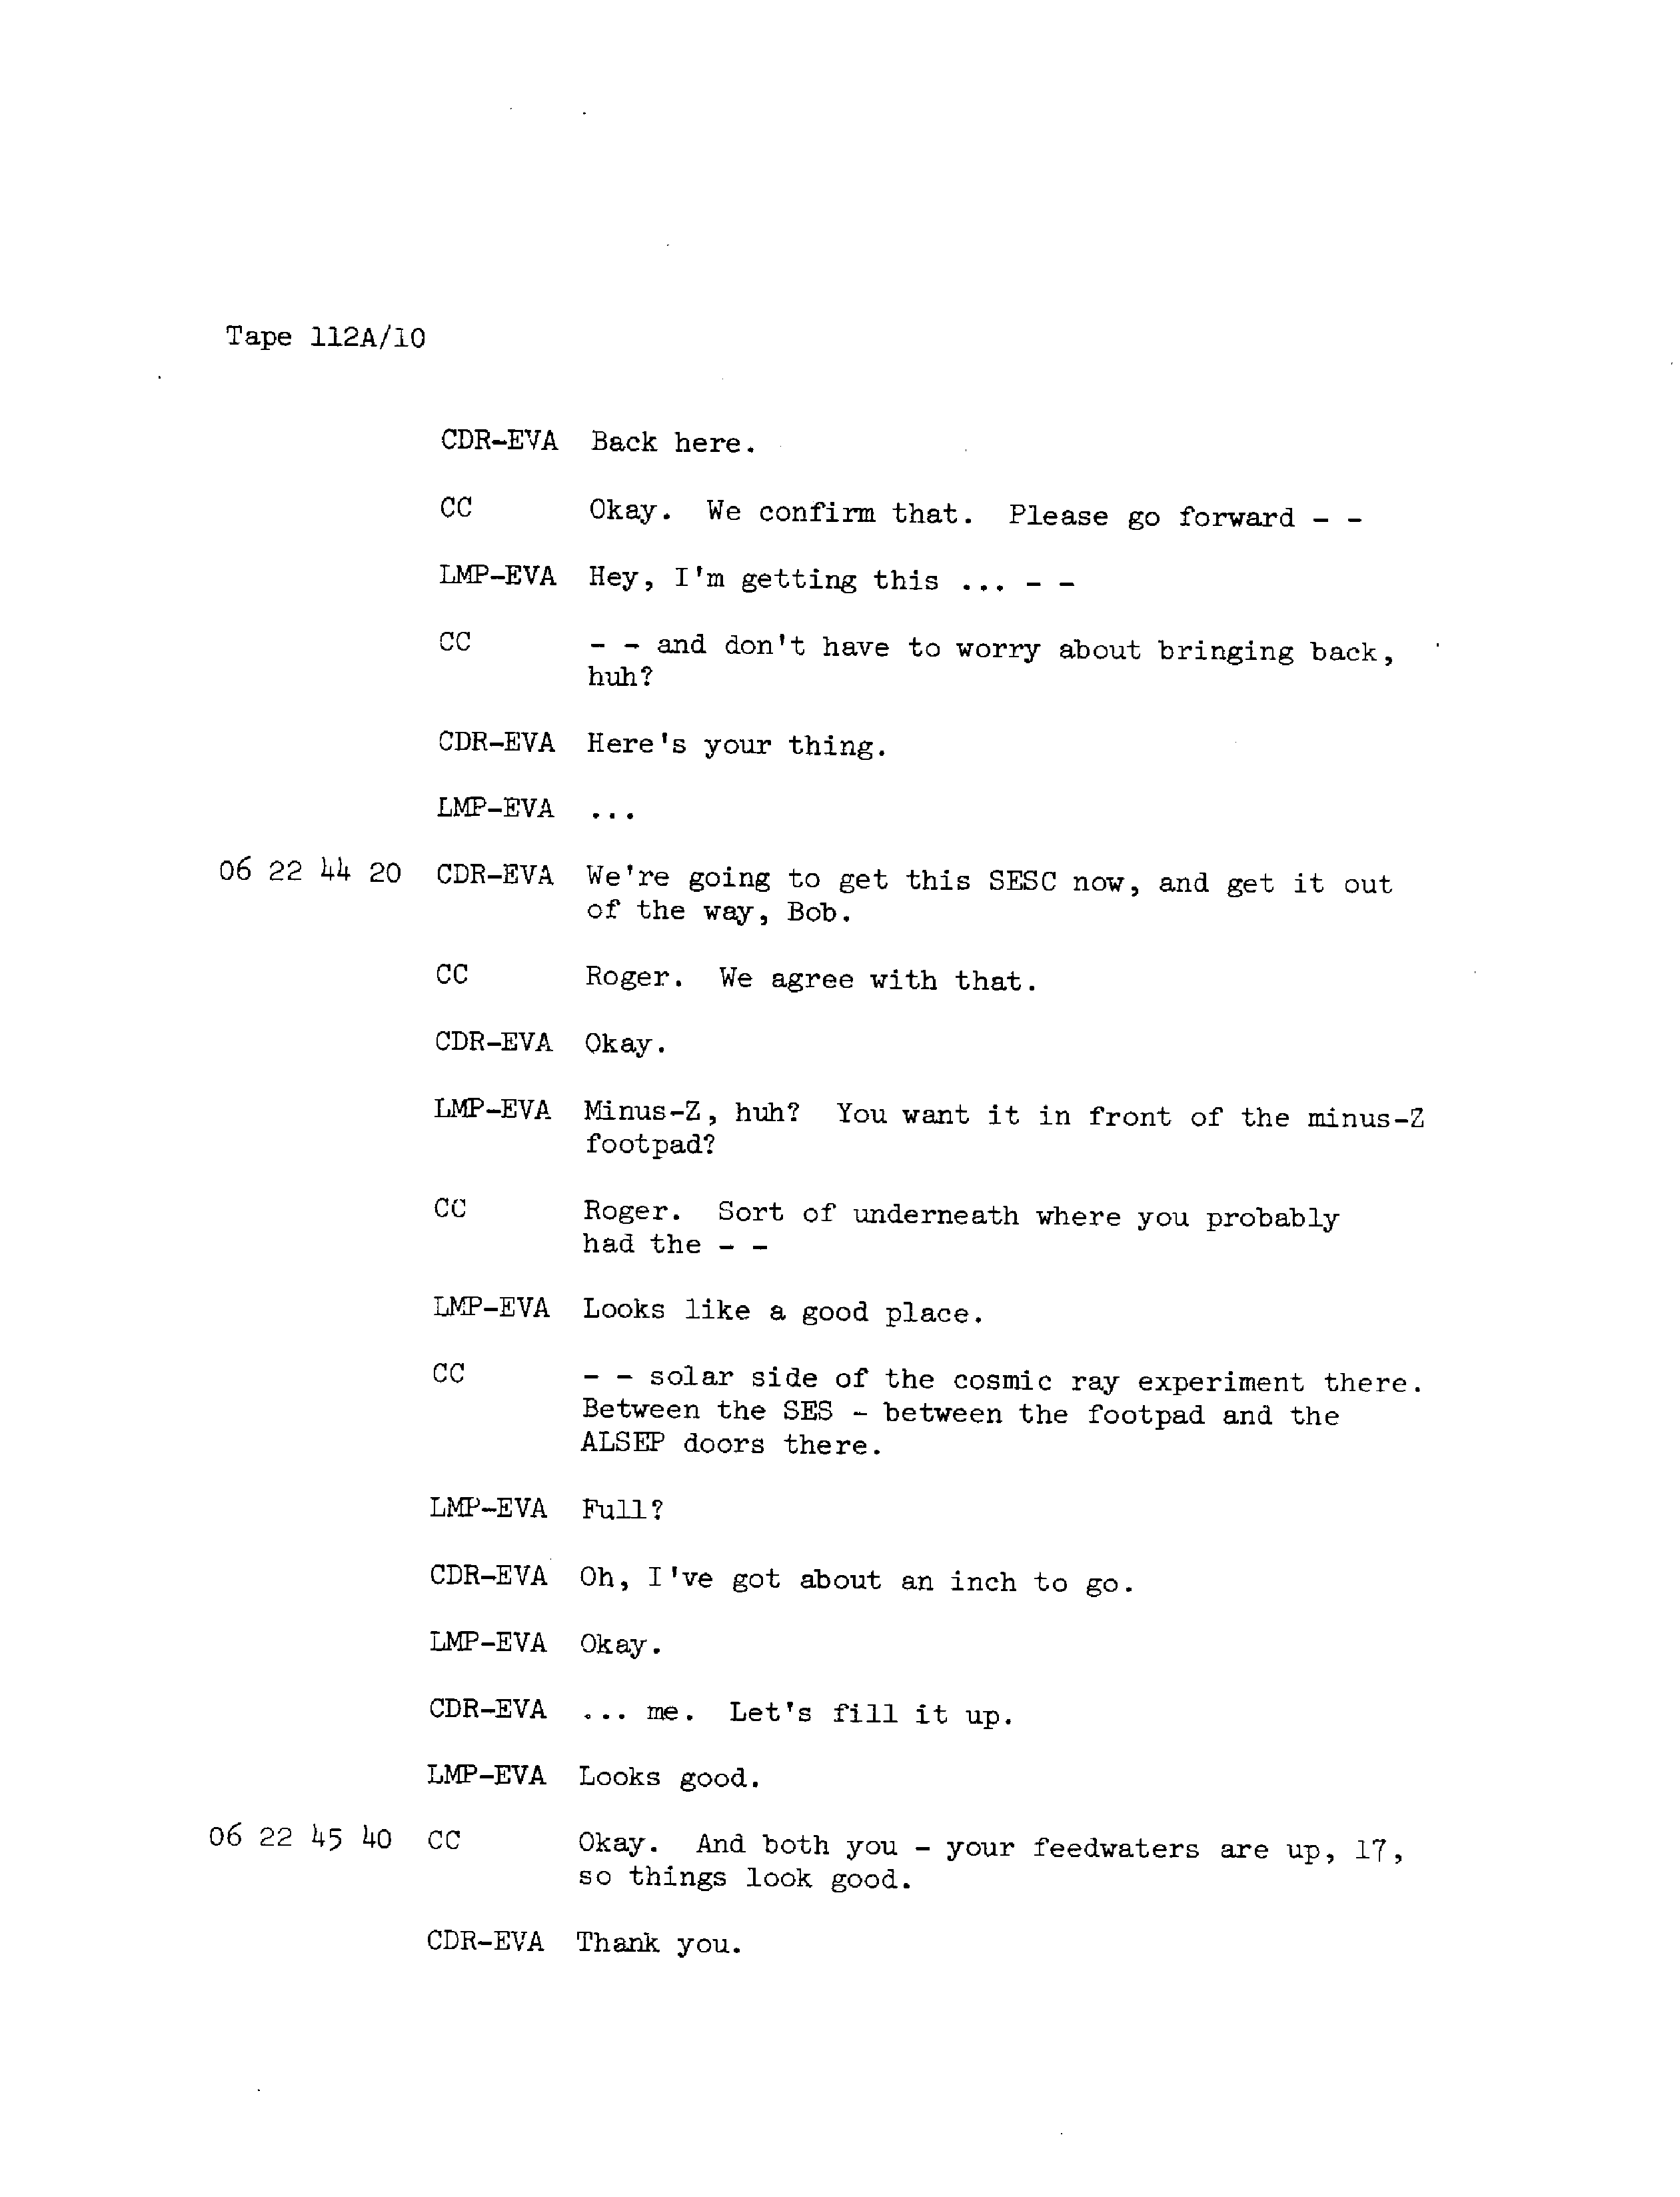 Tape 112A/10
CDR-EVA Back here.
CC Okay. We confirm that. Please go forward - -
LMP-EVA Hey, I'm getting this ... - -
CC - - and don't have to worry about bringing back,
huh?
CDR-EVA Here's your thing.
LMP-EVA ...
06 22 44 20 CDR-EVA We're going to get this SESC now, and get it out
of the way, Bob.
CC Roger. We agree with that.
CDR-EVA Okay.
LMP-EVA Minus-Z, huh? You want it in front of the minus-Z
footpad?
CC Roger. Sort of underneath where you probably
had the - -
LMP-EVA Looks like a good place.
CC - - solar side of the cosmic ray experiment there.
Between the SES - between the footpad and the
ALSEP doors there.
LMP-EVA Full?
CDR-EVA Oh, I've got about an inch to go.
LMP-EVA Okay.
CDR-EVA ... me. Let's fill it up.
LMP-EVA Looks good.
06 22 45 40 CC Okay. And both you - your feedwaters are up, 17,
so things look good.
CDR-EVA Thank you.